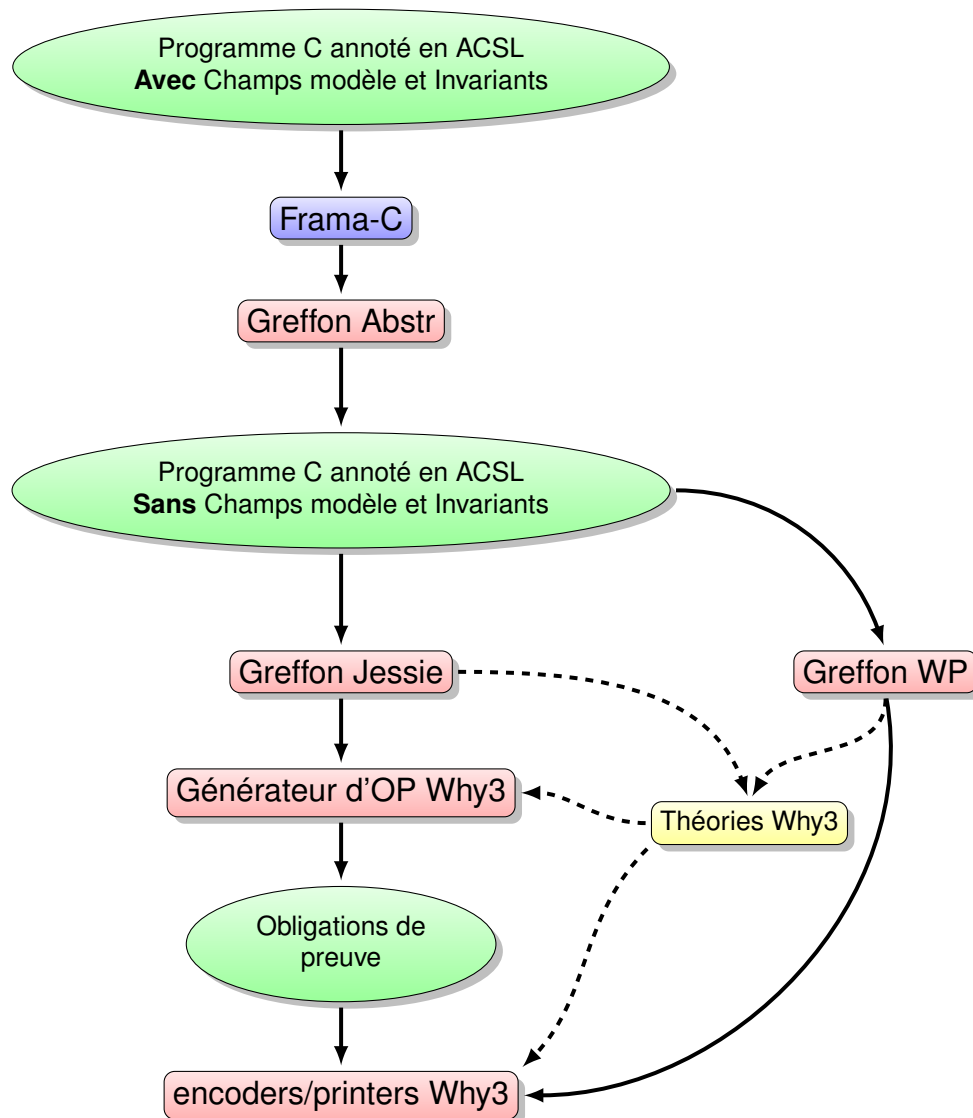 Programme C annoté en ACSL
Avec Champs modèle et Invariants
Frama-C
Greffon Abstr
Programme C annoté en ACSL
Sans Champs modèle et Invariants
Greffon Jessie
Greffon WP
Générateur d'OP Why3
Théories Why3
Obligations de
preuve
encoders/printers Why3